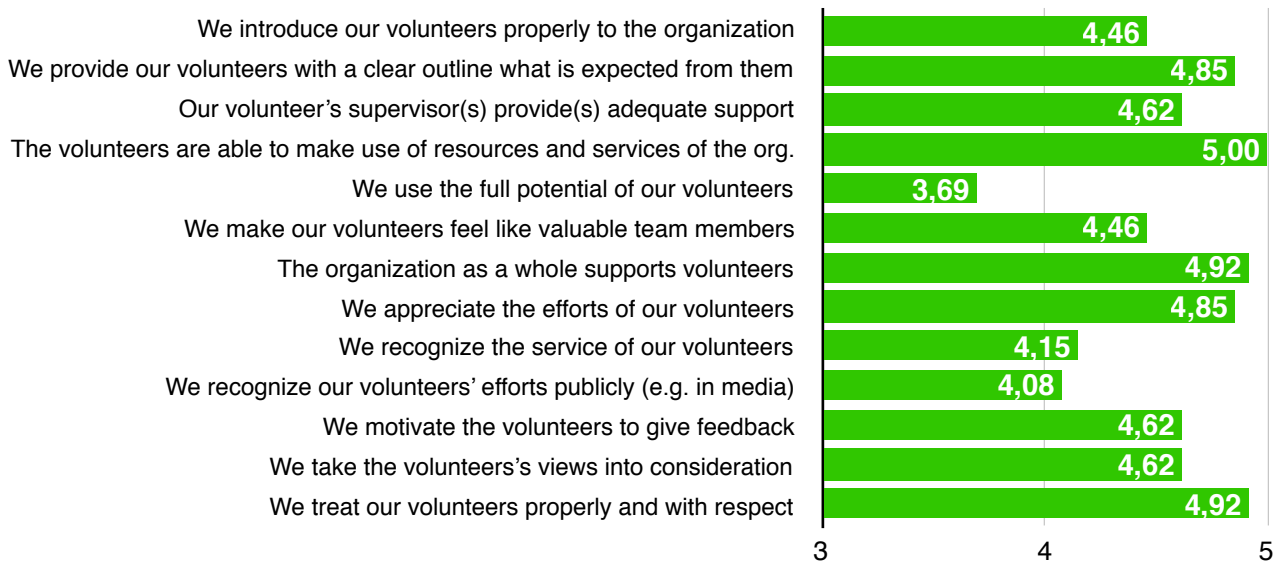 We introduce our volunteers properly to the organization 4,46
We provide our volunteers with a clear outline what is expected from them 4,85
Our volunteer’s supervisor(s) provide(s) adequate support 4,62
The volunteers are able to make use of resources and services of the org. 5,00
We use the full potential of our volunteers 3,69
We make our volunteers feel like valuable team members 4,46
The organization as a whole supports volunteers 4,92
We appreciate the efforts of our volunteers 4,85
We recognize the service of our volunteers 4,15
We recognize our volunteers’ efforts publicly (e.g. in media) 4,08
We motivate the volunteers to give feedback 4,62
We take the volunteers’s views into consideration 4,62
We treat our volunteers properly and with respect 4,92
3 4 5